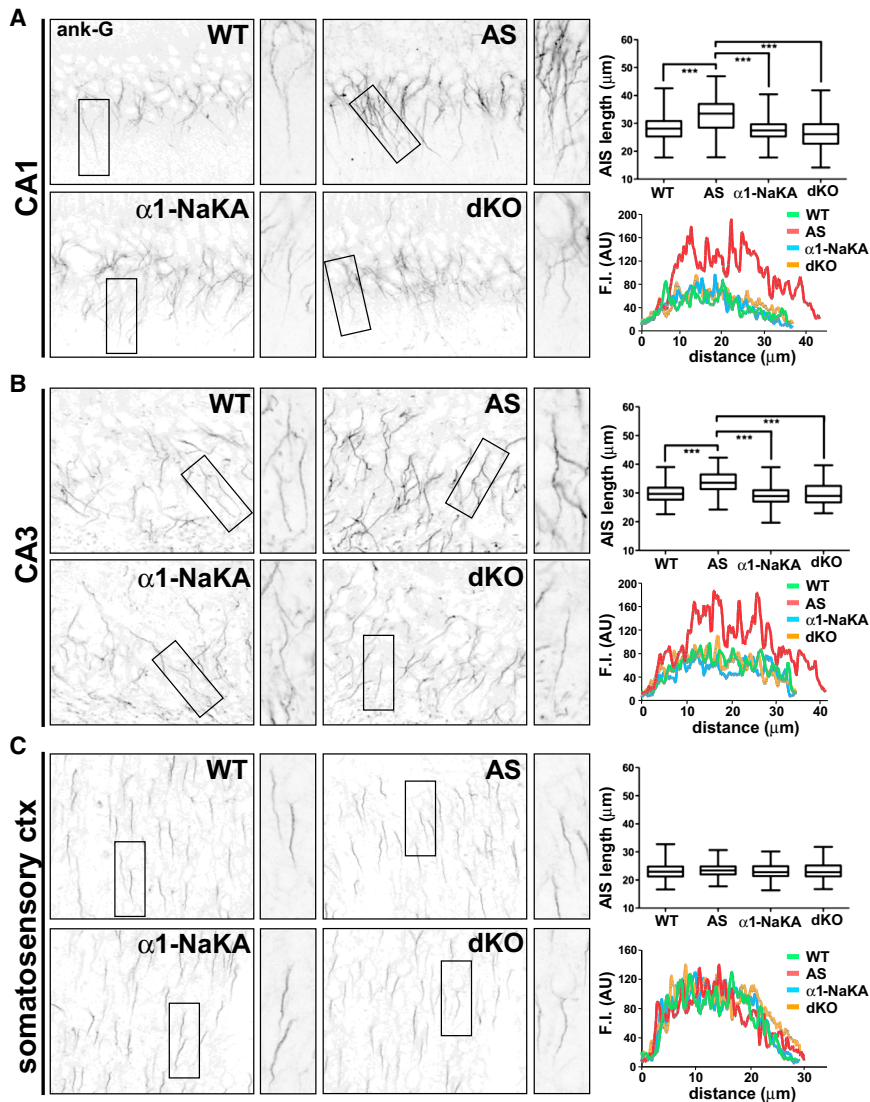 A
CA1
ank-G
WT
AS
α1-NaKA
dKO
AIS length (μm)
60
50
40
30
20
10
***
***
***
WT
AS
α1-NaKA
dKO
F.I. (AU)
200
160
120
80
40
0
0
10
20
30
40
distance (μm)
WT
AS
α1-NaKA
dKO
B
CA3
WT
AS
α1-NaKA
dKO
AIS length (μm)
60
50
40
30
20
10
***
***
***
WT
AS
α1-NaKA
dKO
F.I. (AU)
200
160
120
80
40
0
0
10
20
30
40
distance (μm)
WT
AS
α1-NaKA
dKO
C
somatosensory ctx
WT
AS
α1-NaKA
dKO
AIS length (μm)
60
50
40
30
20
10
WT
AS
α1-NaKA
dKO
F.I. (AU)
160
120
80
40
0
0
10
20
30
distance (μm)
WT
AS
α1-NaKA
dKO